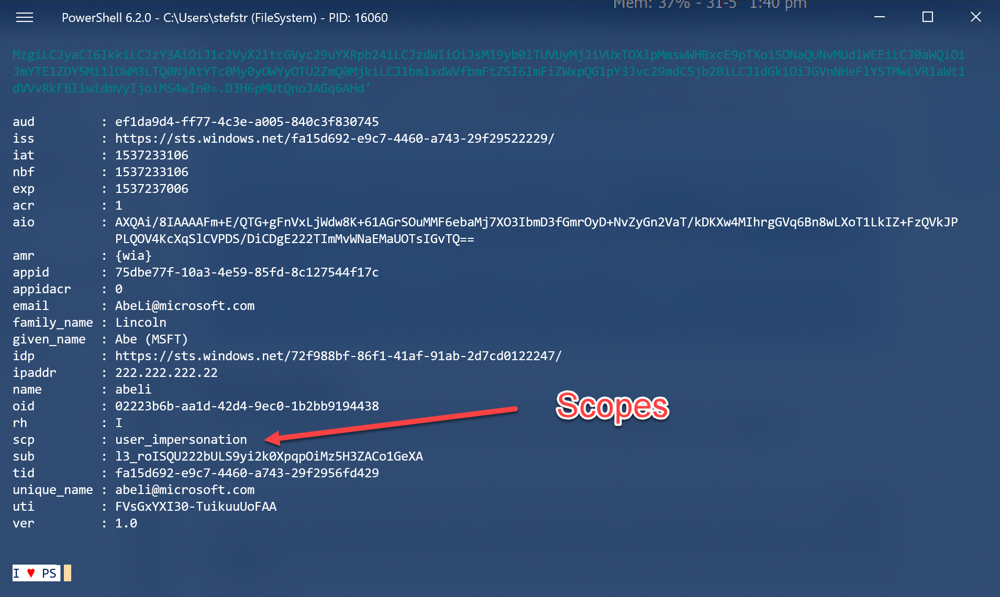 Mem: 37% - 31-5 1:40 pm
PowerShell 6.2.0 - C:\Users\stefstr (FileSystem) - PID: 16060
MzgiLCJyaCI6IkkiLCJzY3AiOiJ1c2VyX2ltcGVyc29uYXRpb24iLCJzdWIiOiJsM19yb0lTUVUyMjJiVUxTOXlpMmswWHBxcE9pTXo1SDNaQUNvMUdlWEEiLCJ0aWQiOi
JmYTE1ZDY5Mi1lOWM3LTQ0NjAtYTc0My0yOWYyOTU2ZmQ0MjkiLCJ1bmlxdWVfbmFtZSI6ImFiZWxpQG1pY3Jvc29mdC5jb20iLCJ1dGkiOiJGVnNHeFlYSTMwLVR1aWt1
dVVvRkFBIiwidmVyIjoiMS4wIn0=.D3H6pMUtQnoJAGq6AHd'
aud : ef1da9d4-ff77-4c3e-a005-840c3f830745
iss : https://sts.windows.net/fa15d692-e9c7-4460-a743-29f29522229/
iat : 1537233106
nbf : 1537233106
exp : 1537237006
acr : 1
aio : AXQAi/8IAAAAFm+E/QTG+gFnVxLjWdw8K+61AGrSOuMMF6ebaMj7XO3IbmD3fGmrOyD+NvZyGn2VaT/kDKXw4MIhrgGVq6Bn8wLXoT1LkIZ+FzQVkJP
PLQOV4KcXqSlCVPDS/DiCDgE222TImMvWNaEMaUOTsIGvTQ==
amr : {wia}
appid : 75dbe77f-10a3-4e59-85fd-8c127544f17c
appidacr : 0
email : AbeLi@microsoft.com
family_name : Lincoln
given_name : Abe (MSFT)
idp : https://sts.windows.net/72f988bf-86f1-41af-91ab-2d7cd0122247/
ipaddr : 222.222.222.22
name : abeli
oid : 02223b6b-aa1d-42d4-9ec0-1b2bb9194438
Scopes
rh : I
scp : user_impersonation
sub : l3_roISQU222bULS9yi2k0XpqpOiMz5H3ZACo1GeXA
tid : fa15d692-e9c7-4460-a743-29f2956fd429
unique_name : abeli@microsoft.com
uti : FVsGxYXI30-TuikuuUoFAA
ver : 1.0
I ♥ PS